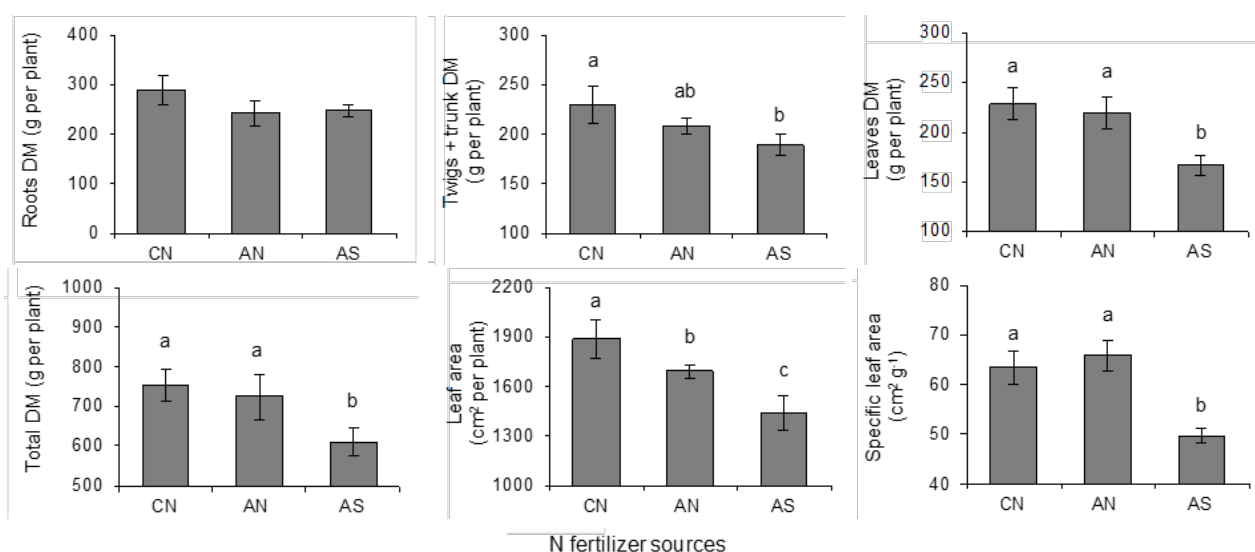 Roots DM (g per plant)
400
300
200
100
0
CN AN AS
Twigs + trunk DM
(g per plant)
300
250
200
150
100
a
ab
b
CN AN AS
Leaves DM
(g per plant)
300
250
200
150
100
a
a
b
CN AN AS
Total DM (g per plant)
1000
900
800
700
600
500
a
a
b
CN AN AS
Leaf area
(cm² per plant)
2200
1900
1600
1300
1000
a
b
c
CN AN AS
Specific leaf area
(cm² g⁻¹)
80
70
60
50
40
a
a
b
CN AN AS
N fertilizer sources